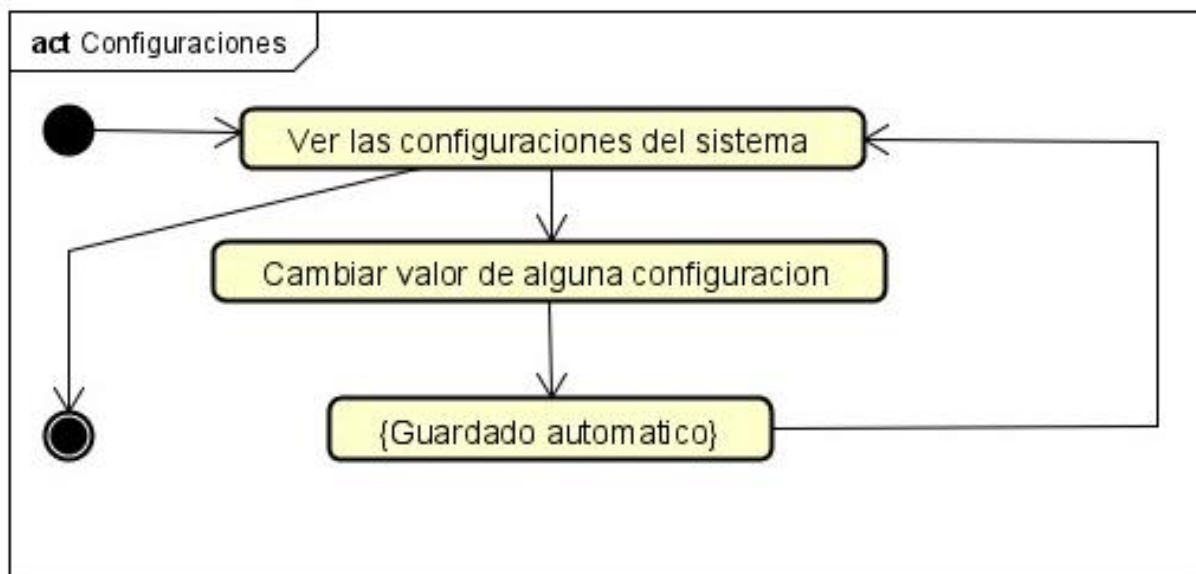 act Configuraciones
Ver las configuraciones del sistema
Cambiar valor de alguna configuracion
{Guardado automatico}